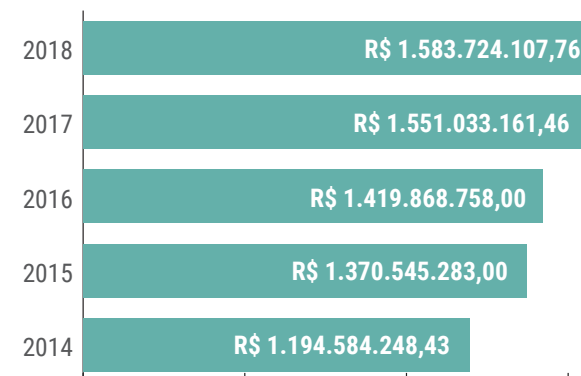 2018 R$ 1.583.724.107,76
2017 R$ 1.551.033.161,46
2016 R$ 1.419.868.758,00
2015 R$ 1.370.545.283,00
2014 R$ 1.194.584.248,43